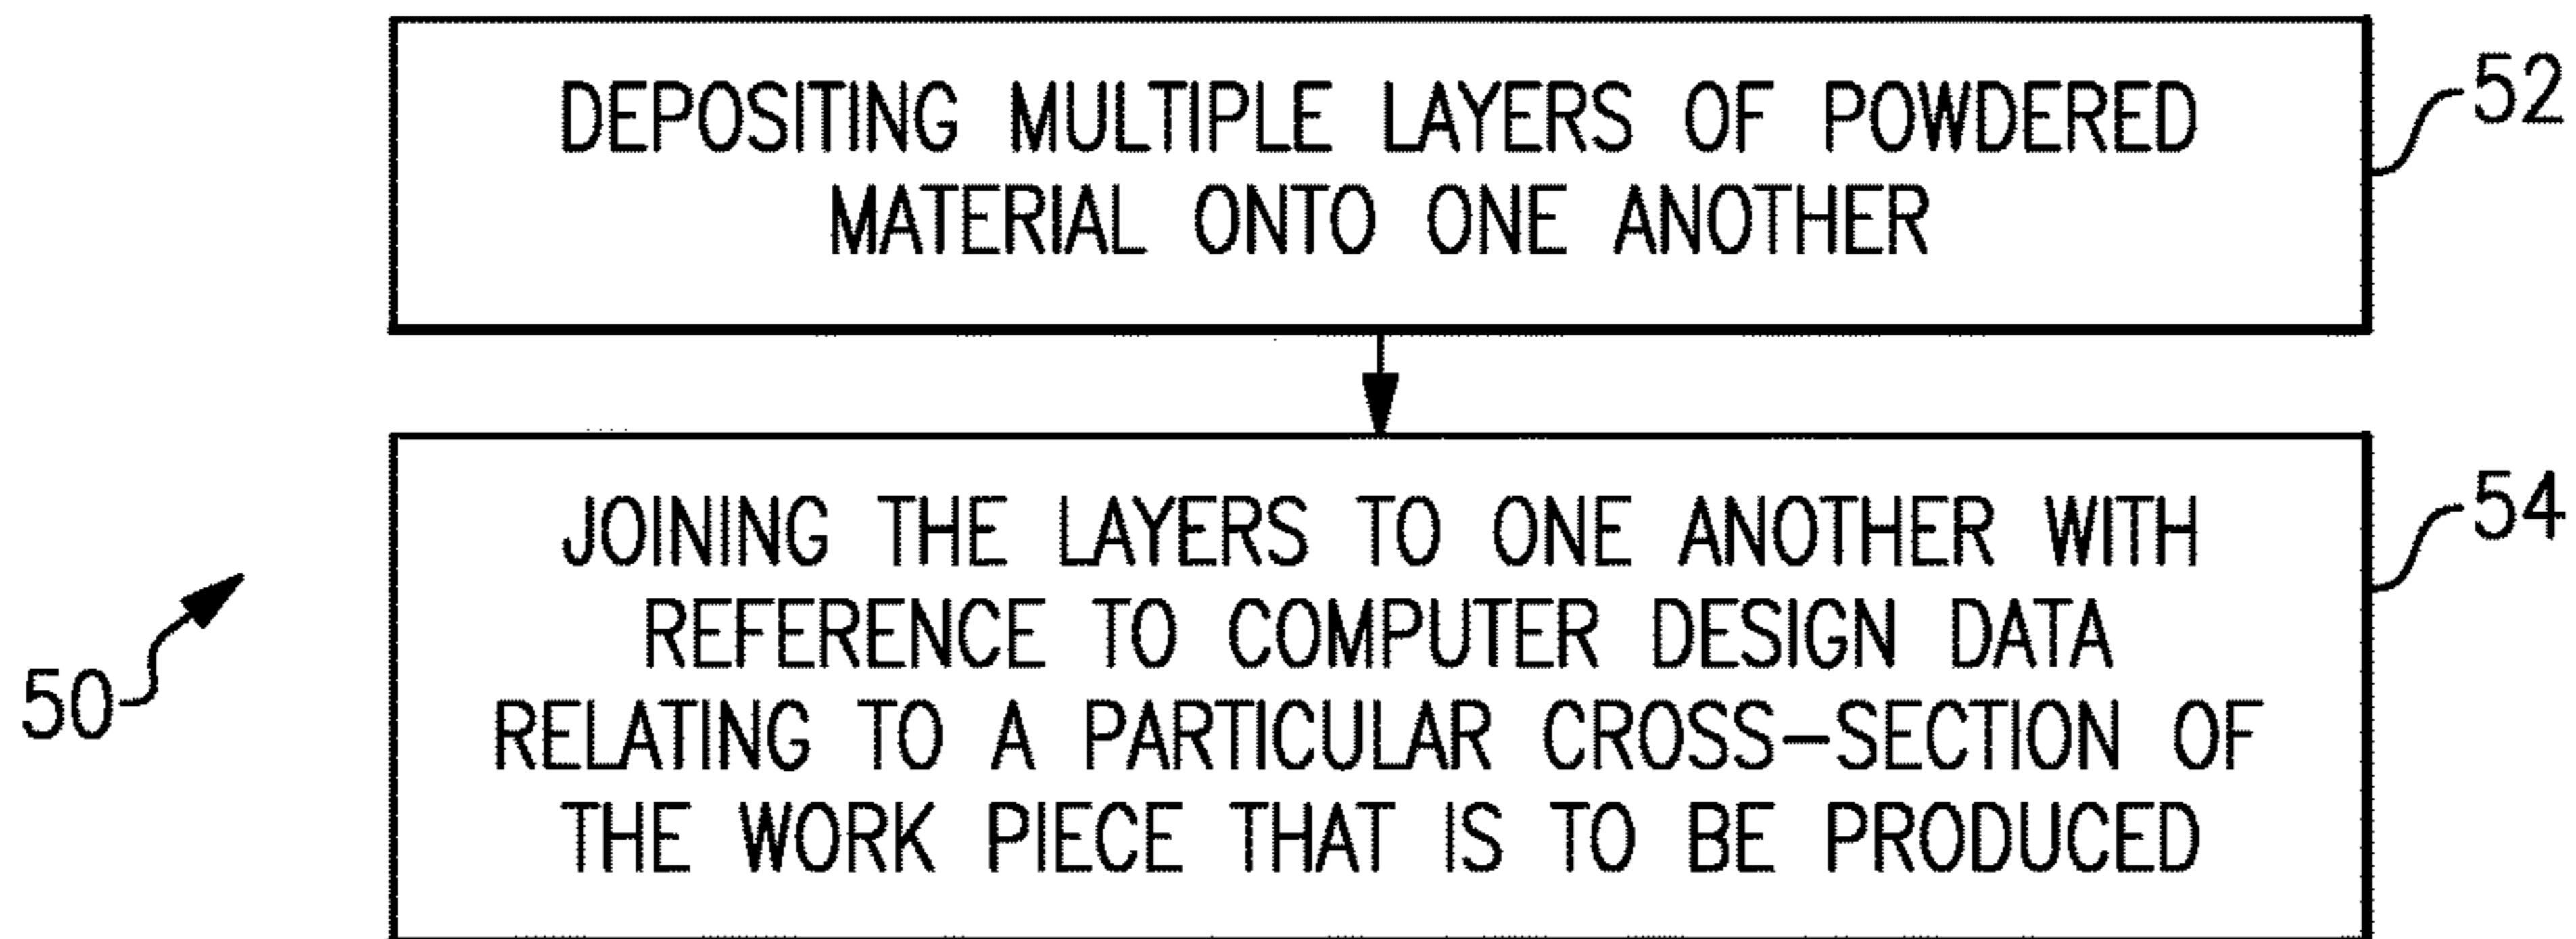 DEPOSITING MULTIPLE LAYERS OF POWDERED
MATERIAL ONTO ONE ANOTHER
52
JOINING THE LAYERS TO ONE ANOTHER WITH
REFERENCE TO COMPUTER DESIGN DATA
RELATING TO A PARTICULAR CROSS-SECTION OF
THE WORK PIECE THAT IS TO BE PRODUCED
54
50